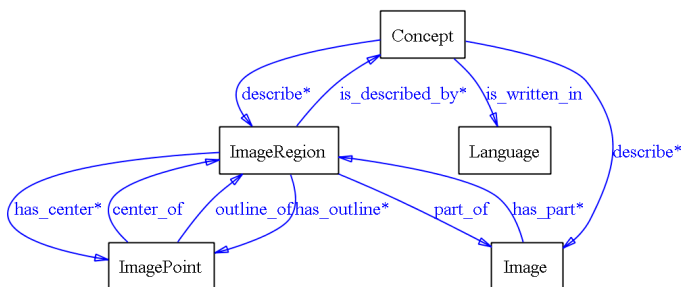 Concept
describe*
is_described_by*
is_written_in
ImageRegion
Language
describe*
has_center*
center_of
outline_of
has_outline*
part_of
has_part*
ImagePoint
Image